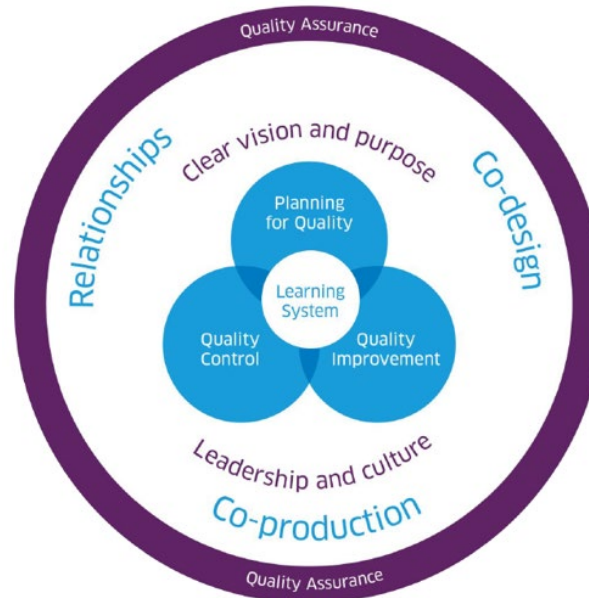 Quality Assurance
Clear vision and purpose
Relationships
Co-design
Planning
for Quality
Learning
System
Quality
Control
Quality
Improvement
Leadership and culture
Co-production
Quality Assurance